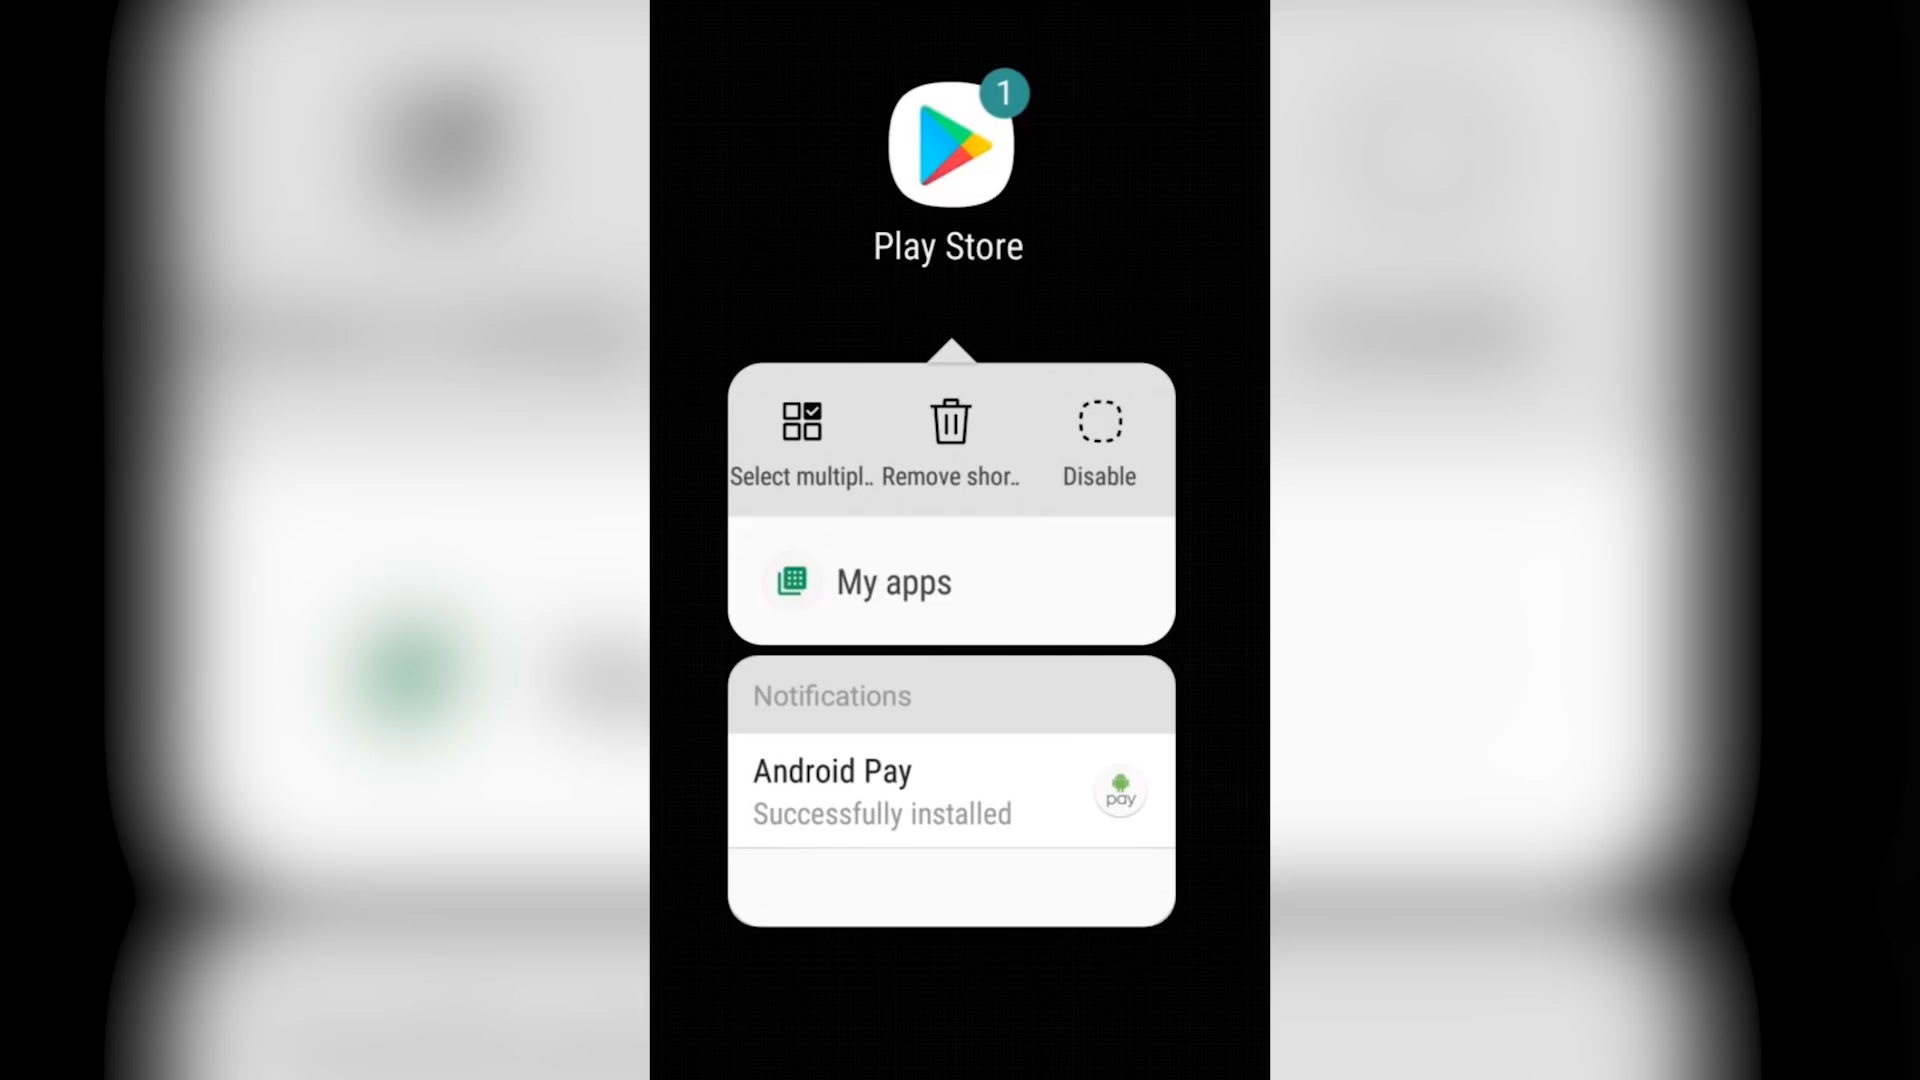 1
Play Store
Select multipl..
Remove shor..
Disable
My apps
Notifications
Android Pay
Successfully installed
pay